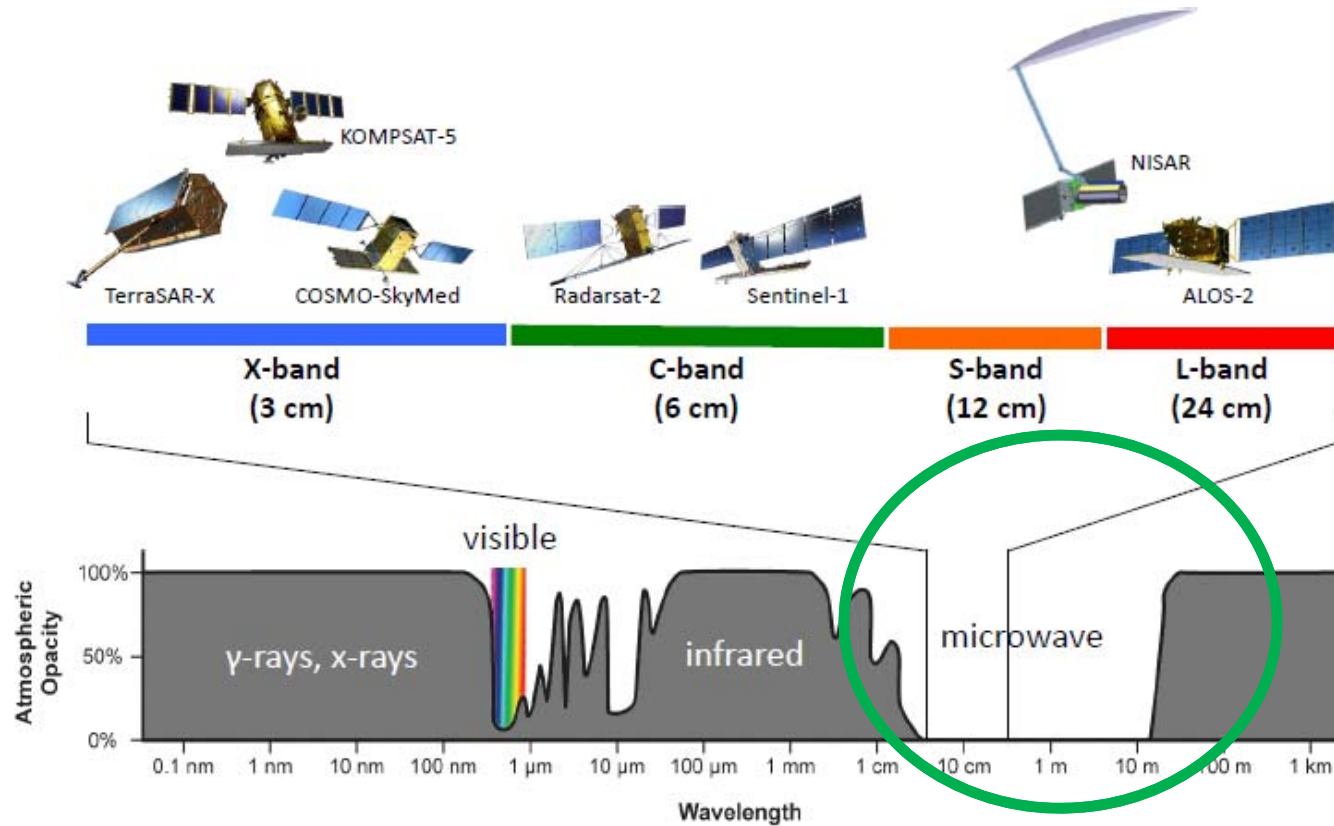 KOMPSAT-5
NISAR
TerraSAR-X
COSMO-SkyMed
Radarsat-2
Sentinel-1
ALOS-2
X-band
(3 cm)
C-band
(6 cm)
S-band
(12 cm)
L-band
(24 cm)
visible
100%
50%
0%
Atmospheric
Opacity
γ-rays, x-rays
infrared
microwave
0.1 nm
1 nm
10 nm
100 nm
1 µm
10 µm
100 µm
1 mm
1 cm
10 cm
1 m
10 m
100 m
1 km
Wavelength